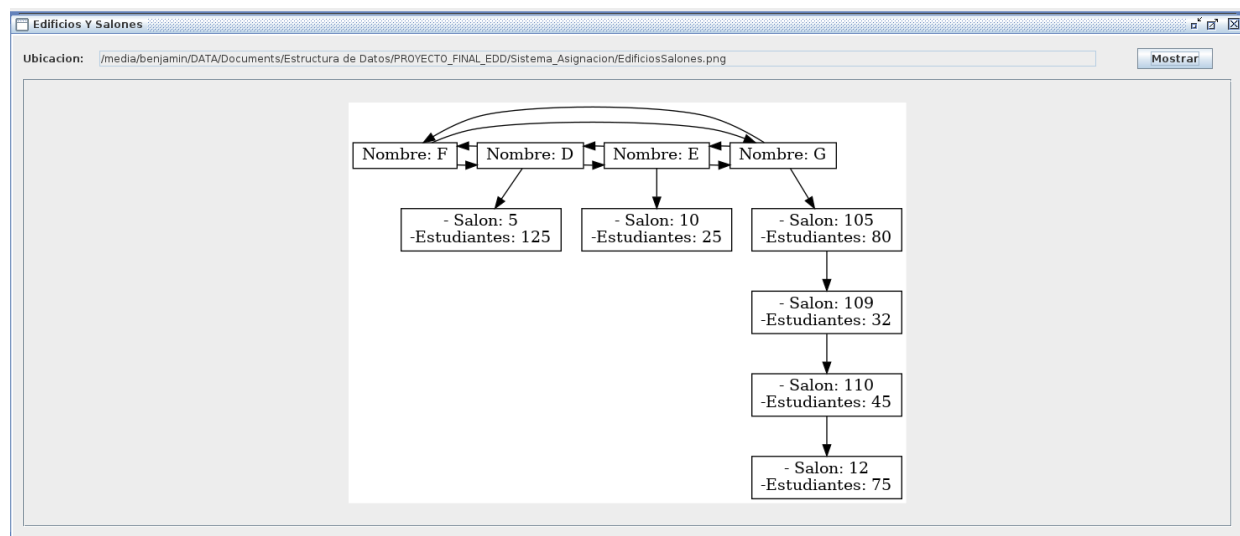 Edificios Y Salones
Ubicacion: /media/benjamin/DATA/Documents/Estructura de Datos/PROYECTO_FINAL_EDD/Sistema_Asignacion/EdificiosSalones.png Mostrar
Nombre: F Nombre: D Nombre: E Nombre: G
- Salon: 5
-Estudiantes: 125
- Salon: 10
-Estudiantes: 25
- Salon: 105
-Estudiantes: 80
- Salon: 109
-Estudiantes: 32
- Salon: 110
-Estudiantes: 45
- Salon: 12
-Estudiantes: 75